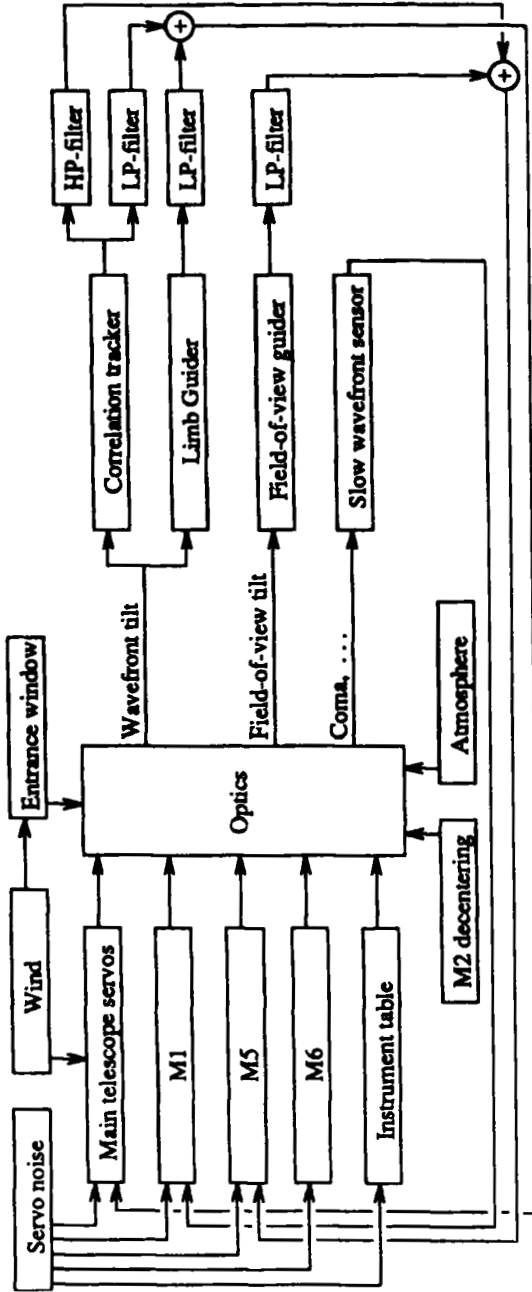 Servo noise
Wind
Entrance window
Main telescope servos
M1
M5
M6
Instrument table
Optics
M2 decentering
Atmosphere
Wavefront tilt
Field-of-view tilt
Coma, ...
Correlation tracker
Limb Guider
Field-of-view guider
Slow wavefront sensor
HP-filter
LP-filter
LP-filter
LP-filter
+
+